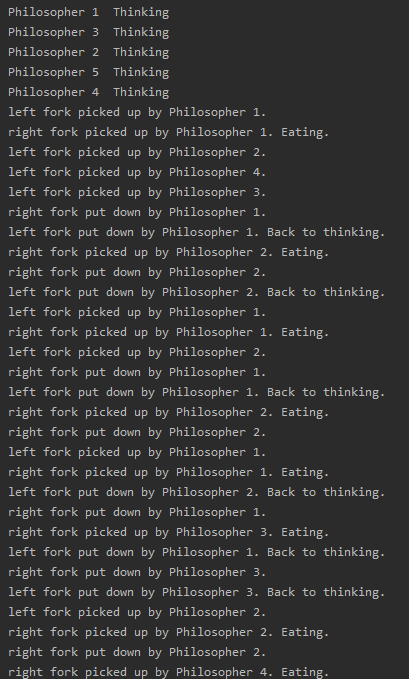 Philosopher 1  Thinking
Philosopher 3  Thinking
Philosopher 2  Thinking
Philosopher 5  Thinking
Philosopher 4  Thinking
left fork picked up by Philosopher 1.
right fork picked up by Philosopher 1. Eating.
left fork picked up by Philosopher 2.
left fork picked up by Philosopher 4.
left fork picked up by Philosopher 3.
right fork put down by Philosopher 1.
left fork put down by Philosopher 1. Back to thinking.
right fork picked up by Philosopher 2. Eating.
right fork put down by Philosopher 2.
left fork put down by Philosopher 2. Back to thinking.
left fork picked up by Philosopher 1.
right fork picked up by Philosopher 1. Eating.
left fork picked up by Philosopher 2.
right fork put down by Philosopher 1.
left fork put down by Philosopher 1. Back to thinking.
right fork picked up by Philosopher 2. Eating.
right fork put down by Philosopher 2.
left fork picked up by Philosopher 1.
right fork picked up by Philosopher 1. Eating.
left fork put down by Philosopher 2. Back to thinking.
right fork put down by Philosopher 1.
right fork picked up by Philosopher 3. Eating.
left fork put down by Philosopher 1. Back to thinking.
right fork put down by Philosopher 3.
left fork put down by Philosopher 3. Back to thinking.
left fork picked up by Philosopher 2.
right fork picked up by Philosopher 2. Eating.
right fork put down by Philosopher 2.
right fork picked up by Philosopher 4. Eating.